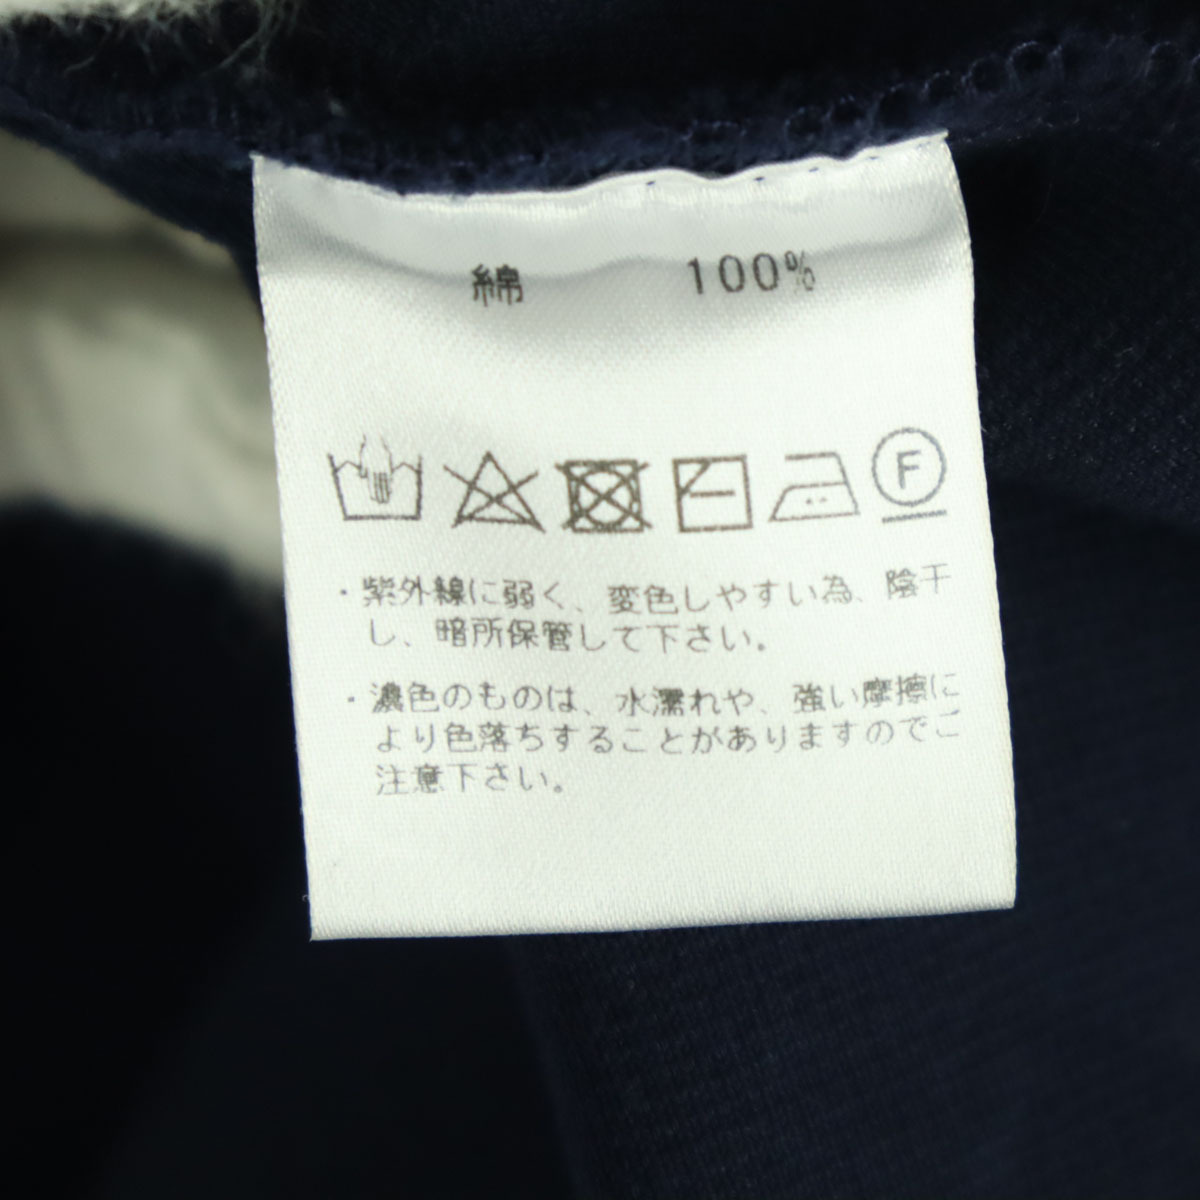 綿 100%
F
・紫外線に弱く、変色しやすい為、陰干
し、暗所保管して下さい。
・濃色のものは、水濡れや、強い摩擦に
より色落ちすることがありますのでご
注意下さい。